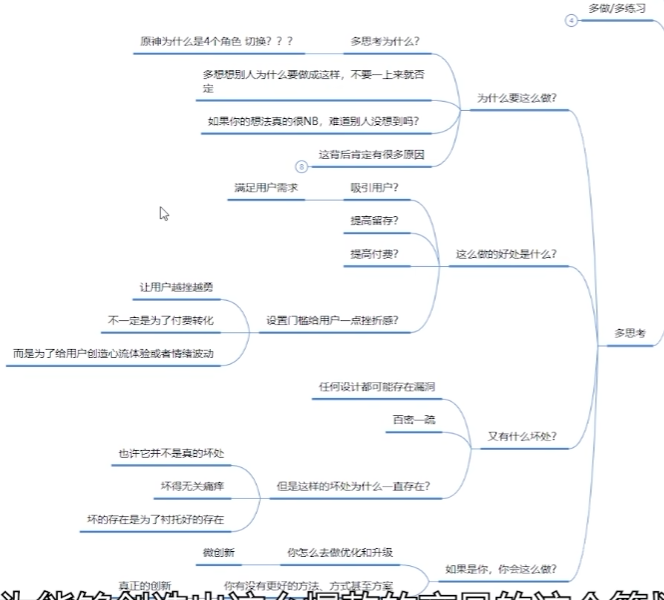 多做/多练习
4
原神为什么是4个角色 切换？？？
多思考为什么?
多想想别人为什么要做成这样，不要一上来就否
定
为什么要这么做?
如果你的想法真的很NB，难道别人没想到吗?
这背后肯定有很多原因
8
满足用户需求
吸引用户?
提高留存?
提高付费?
这么做的好处是什么?
让用户越挫越勇
不一定是为了付费转化
设置门槛给用户一点挫折感?
而是为了给用户创造心流体验或者情绪波动
多思考
任何设计都可能存在漏洞
百密一疏
又有什么坏处?
也许它并不是真的坏处
坏得无关痛痒
但是这样的坏处为什么一直存在?
坏的存在是为了衬托好的存在
微创新
你怎么去做优化和升级
如果是你，你会这么做?
真正的创新
你有没有更好的方法、方式甚至方案